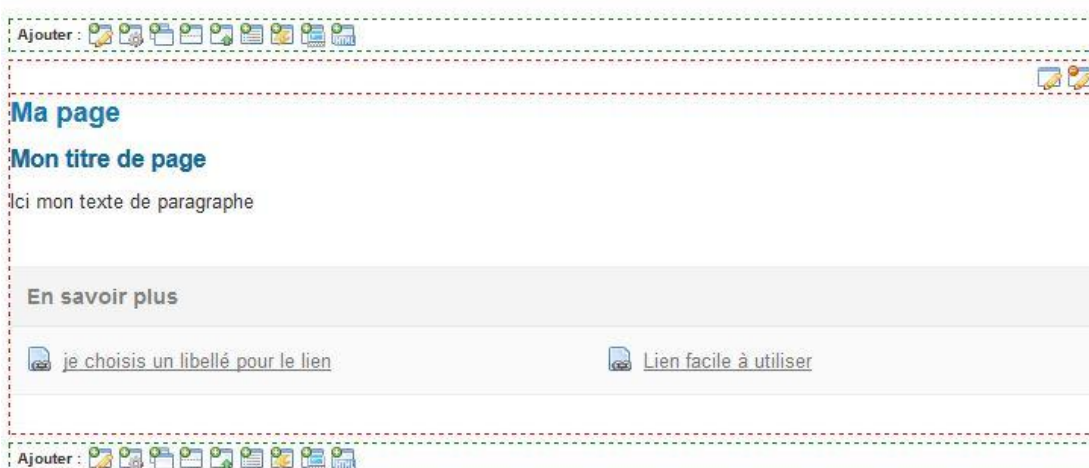 Ajouter :
Ma page
Mon titre de page
Ici mon texte de paragraphe
En savoir plus
je choisis un libellé pour le lien
Lien facile à utiliser
Ajouter :